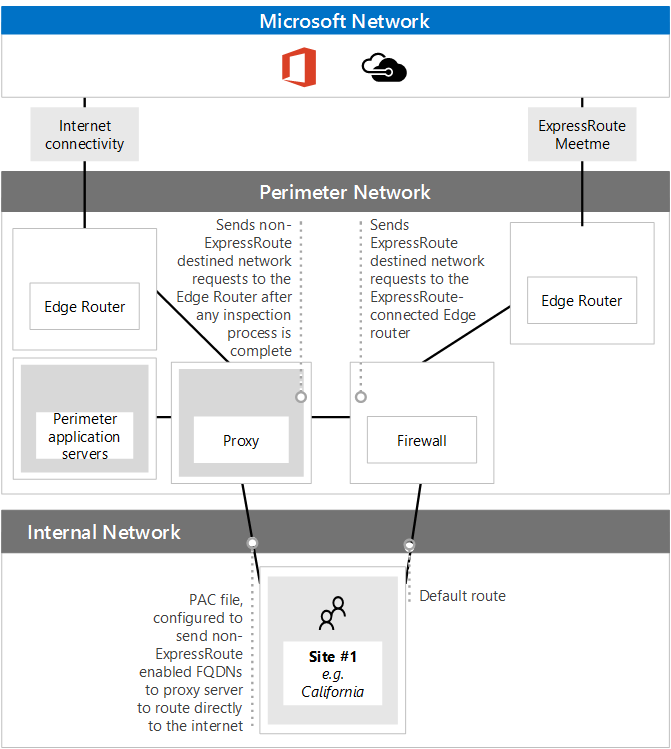 Microsoft Network
Internet
connectivity
ExpressRoute
Meetme
Perimeter Network
Sends non-
ExpressRoute
destined network
requests to the
Edge Router after
any inspection
process is
complete
Sends
ExpressRoute
destined network
requests to the
ExpressRoute-
connected Edge
router
Edge Router
Edge Router
Perimeter
application
servers
Proxy
Firewall
Internal Network
PAC file,
configured to
send non-
ExpressRoute
enabled FQDNs
to proxy server
to route directly
to the internet
Default route
Site #1
e.g.
California